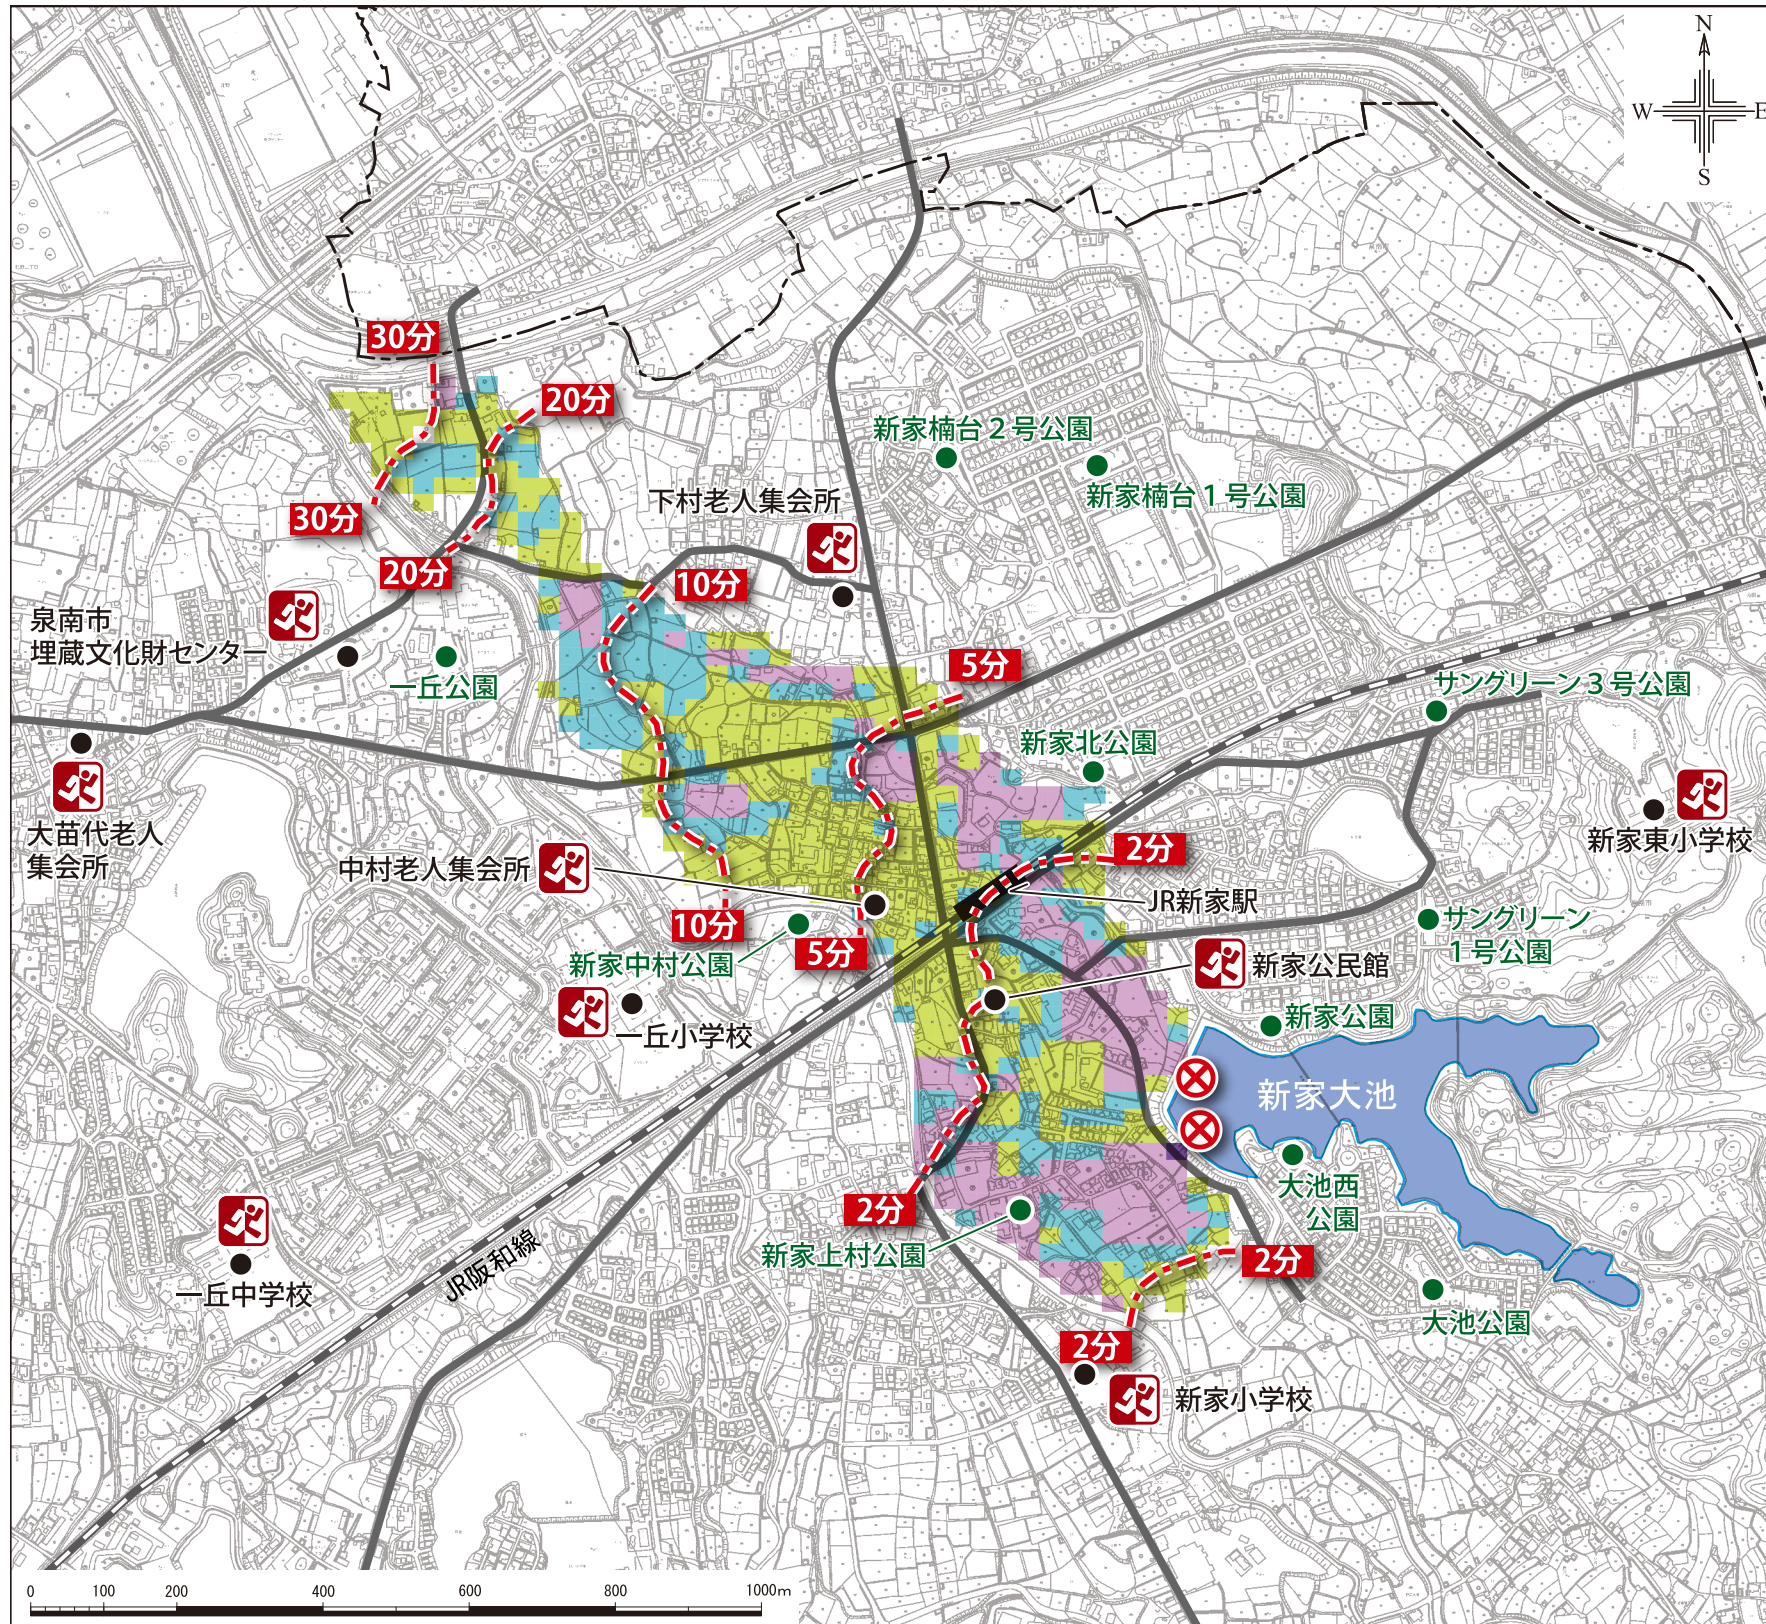 N
W
E
S
30分
20分
新家楠台2号公園
新家楠台1号公園
下村老人集会所
30分
20分
10分
泉南市
埋蔵文化財センター
一丘公園
5分
サングリーン3号公園
新家北公園
大苗代老人
集会所
新家東小学校
中村老人集会所
2分
JR新家駅
10分
5分
サングリーン
1号公園
新家中村公園
新家公民館
一丘小学校
新家公園
新家大池
大池西
公園
2分
新家上村公園
2分
一丘中学校
JR阪和線
大池公園
2分
新家小学校
0 100 200 400 600 800 1000m